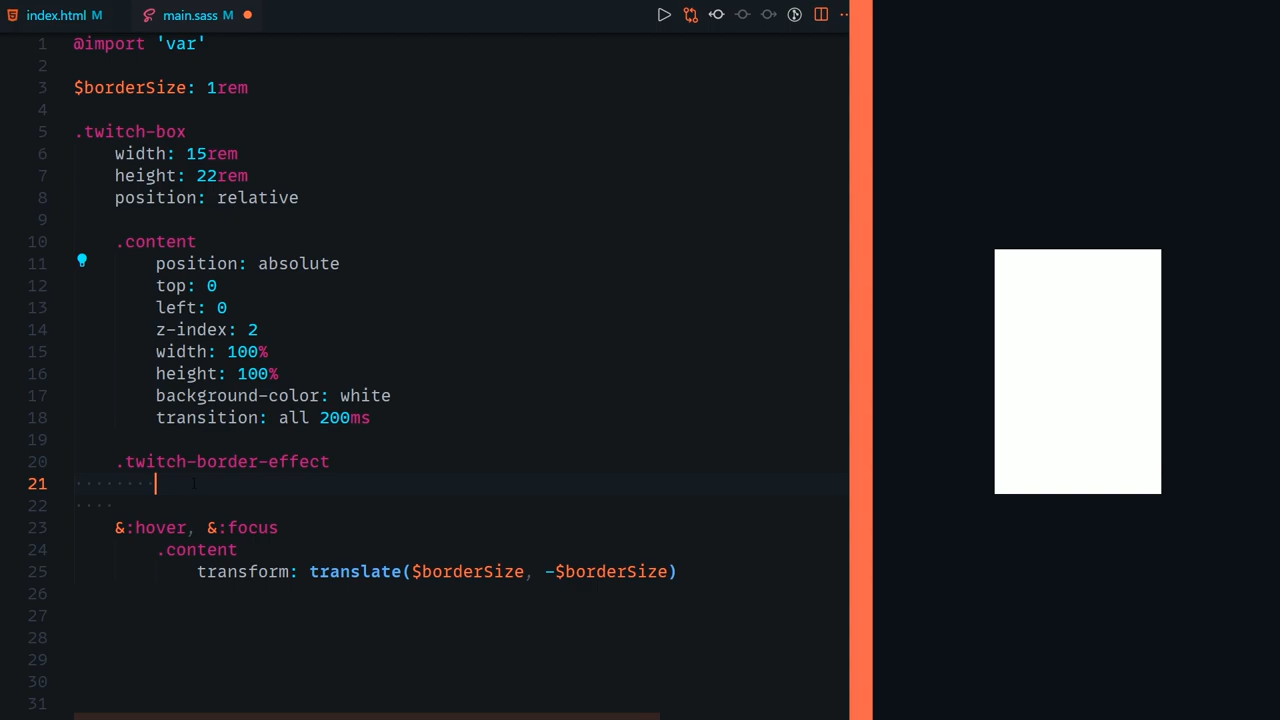 index.html M main.sass M
1 @import 'var'
2
3 $borderSize: 1rem
4
5 .twitch-box
6 width: 15rem
7 height: 22rem
8 position: relative
9
10 .content
11 position: absolute
12 top: 0
13 left: 0
14 z-index: 2
15 width: 100%
16 height: 100%
17 background-color: white
18 transition: all 200ms
19
20 .twitch-border-effect
21
22
23 &:hover, &:focus
24 .content
25 transform: translate($borderSize, -$borderSize)
26
27
28
29
30
31